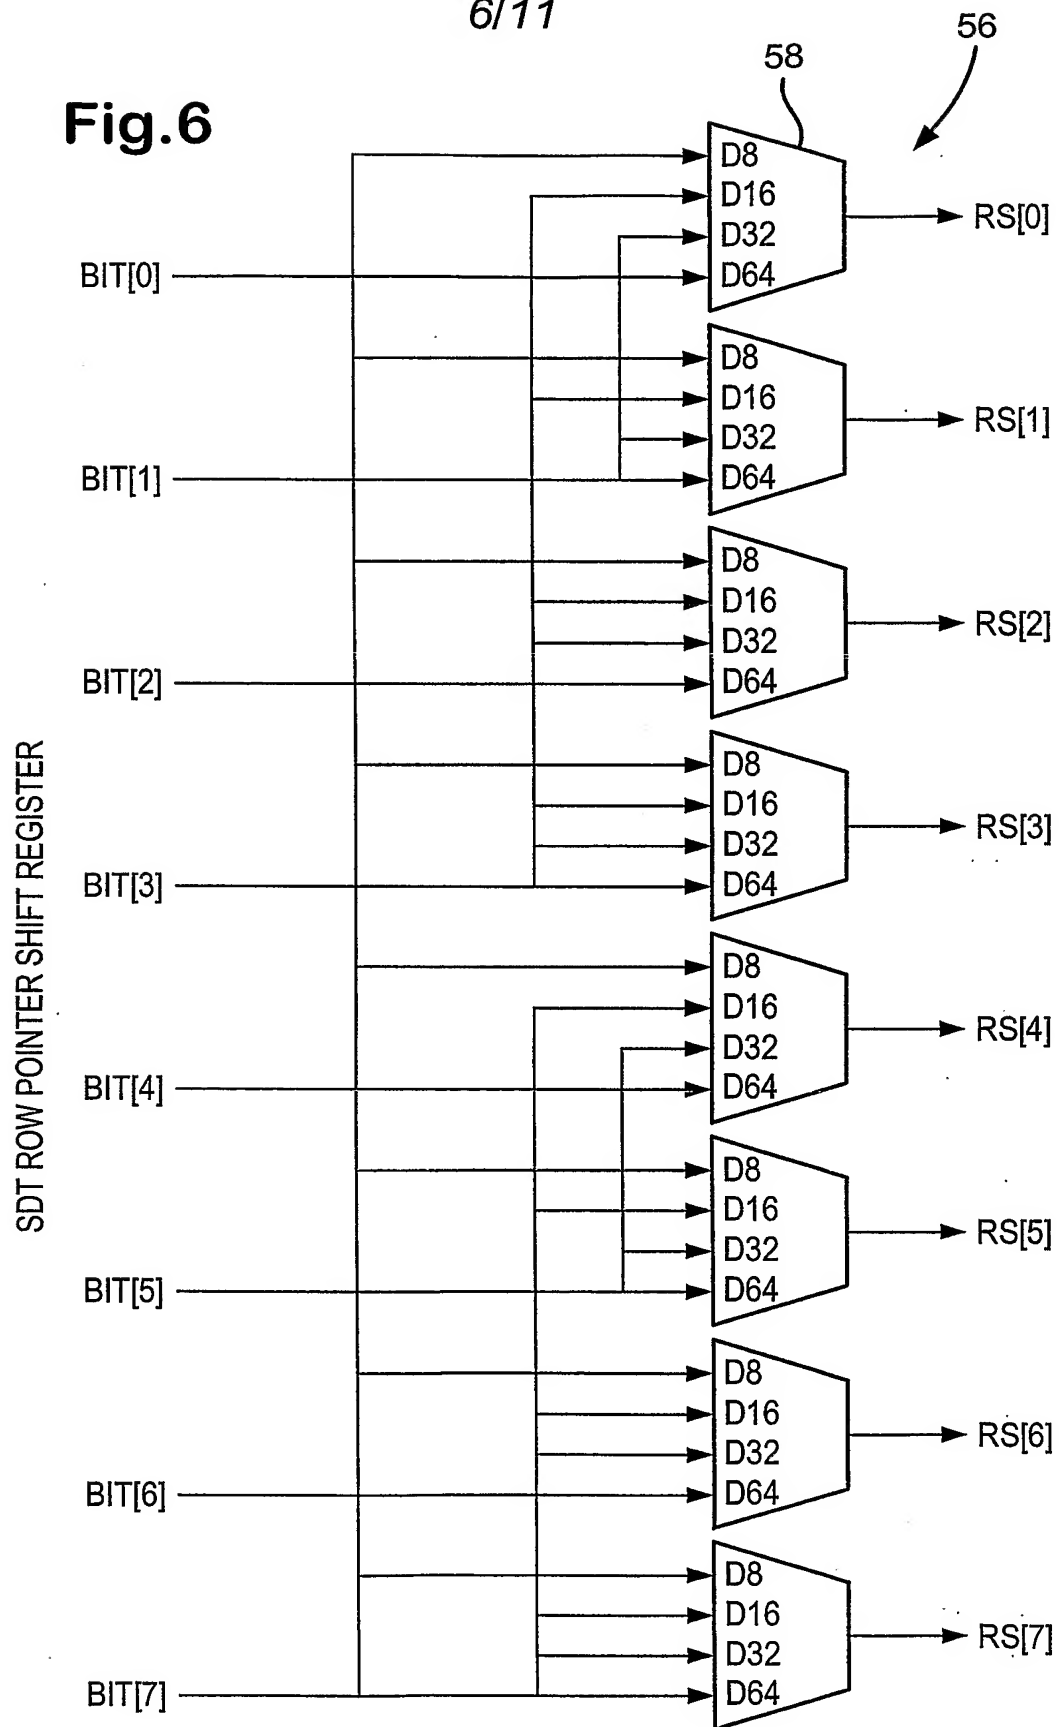 6/11
Fig.6
56
58
D8
D16
D32
D64
BIT[0]
RS[0]
D8
D16
D32
D64
BIT[1]
RS[1]
D8
D16
D32
D64
BIT[2]
RS[2]
D8
D16
D32
D64
BIT[3]
RS[3]
SDT ROW POINTER SHIFT REGISTER
D8
D16
D32
D64
BIT[4]
RS[4]
D8
D16
D32
D64
BIT[5]
RS[5]
D8
D16
D32
D64
BIT[6]
RS[6]
D8
D16
D32
D64
BIT[7]
RS[7]